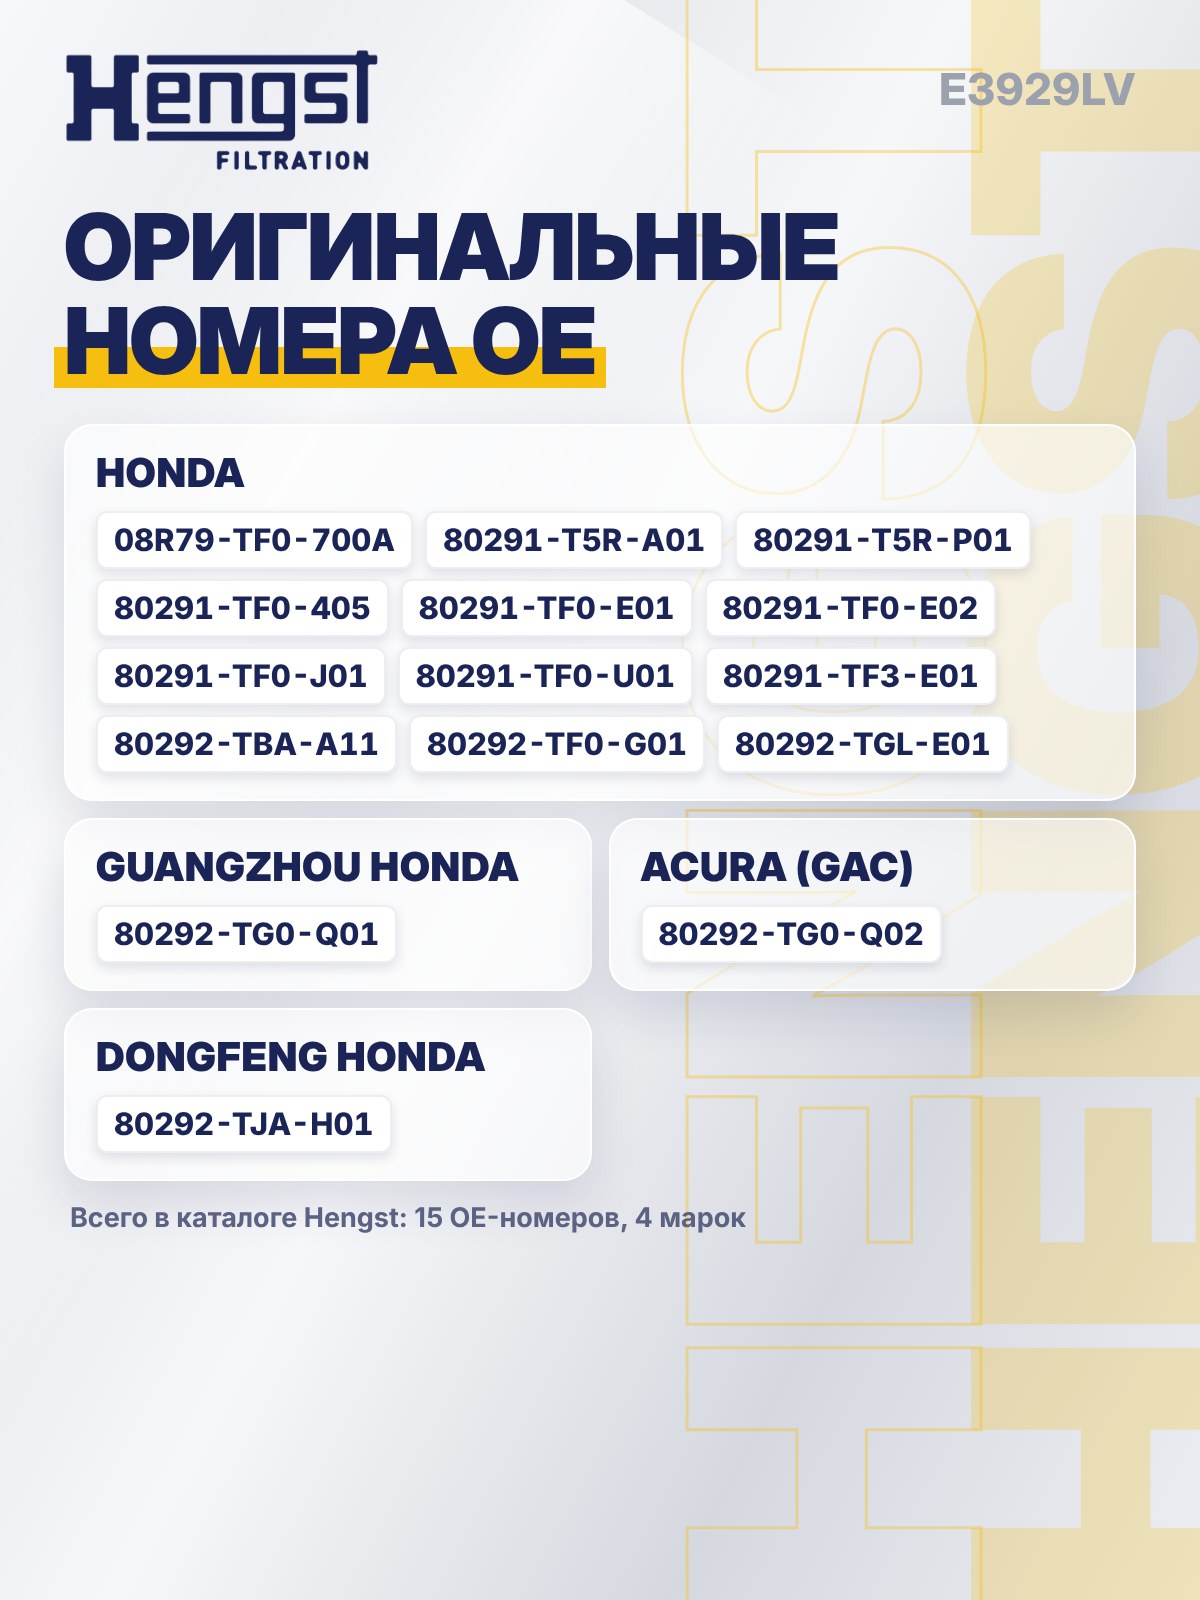 Hengst
FILTRATION
E3929LV
ОРИГИНАЛЬНЫЕ
НОМЕРА OE
HONDA
08R79-TF0-700A 80291-T5R-A01 80291-T5R-P01
80291-TF0-405 80291-TF0-E01 80291-TF0-E02
80291-TF0-J01 80291-TF0-U01 80291-TF3-E01
80292-TBA-A11 80292-TF0-G01 80292-TGL-E01
GUANGZHOU HONDA
80292-TG0-Q01
ACURA (GAC)
80292-TG0-Q02
DONGFENG HONDA
80292-TJA-H01
Всего в каталоге Hengst: 15 OE-номеров, 4 марок
HENGST
HENGST